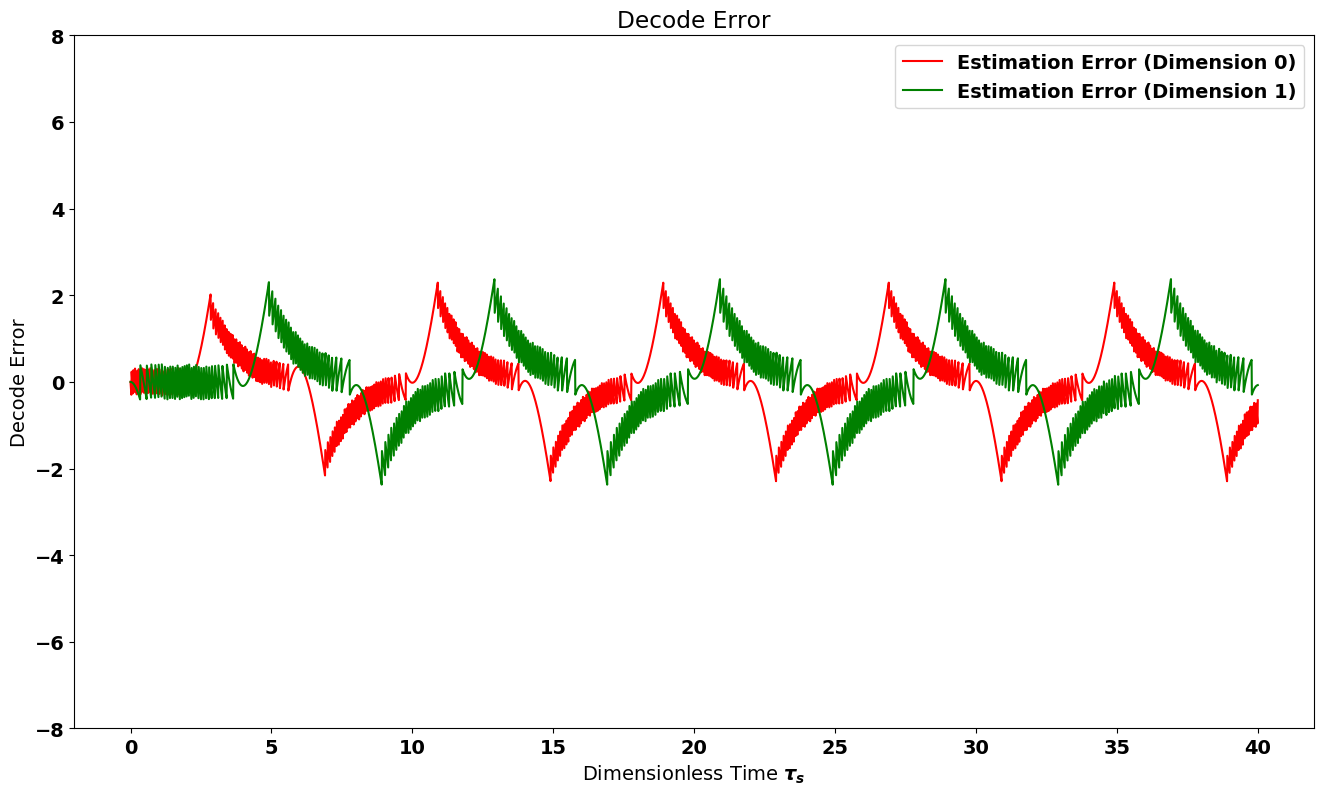 Decode Error
Estimation Error (Dimension 0)
Estimation Error (Dimension 1)
Decode Error
8
6
4
2
0
−2
−4
−6
−8
0 5 10 15 20 25 30 35 40
Dimensionless Time τₛ